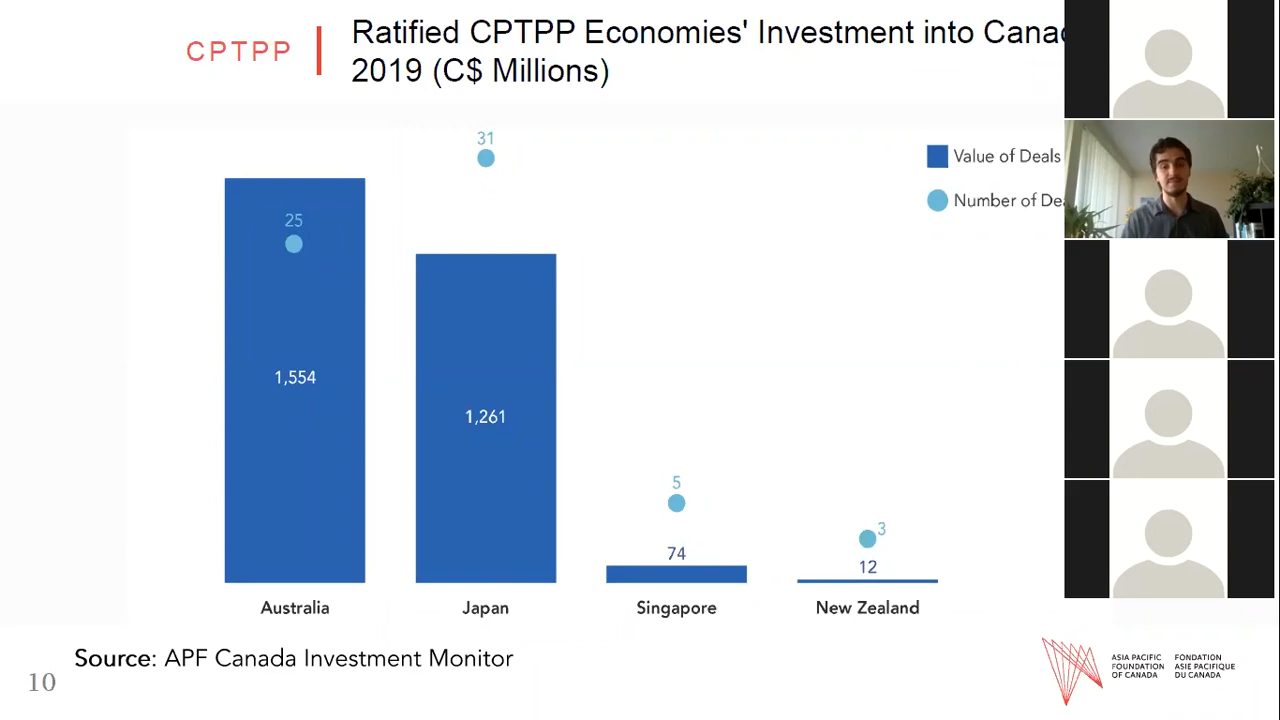 CPTPP
Ratified CPTPP Economies' Investment into
2019 (C$ Millions)
31
Value of Deals
25
Number of
1,554
1,261
5
3
74
12
Australia
Japan
Singapore
New Zealand
Source: APF Canada Investment Monitor
10
ASIA PACIFIC
FOUNDATION
OF CANADA
FONDATION
ASIE PACIFIQUE
DU CANADA